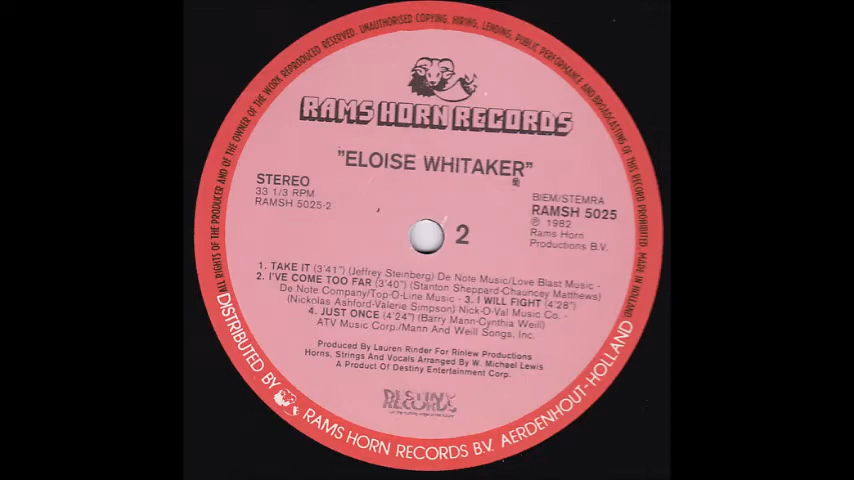 ALL RIGHTS OF THE PRODUCER AND OF THE OWNER OF THE WORK REPRODUCED RESERVED. UNAUTHORISED COPYING, HIRING, LENDING, PUBLIC PERFORMANCE AND BROADCASTING OF THIS RECORD PROHIBITED. MADE IN HOLLAND
RAMS HORN RECORDS
"ELOISE WHITAKER"
STEREO
33 1/3 RPM
RAMSH 5025-2
BIEM/STEMRA
RAMSH 5025
℗ 1982
Rams Horn
Productions B.V.
2
1. TAKE IT (3'41") (Jeffrey Steinberg) De Note Music/Love Blast Music -
2. I'VE COME TOO FAR (3'40") (Stanton Sheppard-Chauncey Matthews)
De Note Company/Top-O-Line Music - 3. I WILL FIGHT (4'28")
(Nickolas Ashford-Valerie Simpson) Nick-O-Val Music Co. -
4. JUST ONCE (4'24") (Barry Mann-Cynthia Weill)
ATV Music Corp./Mann And Weill Songs, Inc.
Produced By Lauren Rinder For Rinlew Productions
Horns, Strings And Vocals Arranged By W. Michael Lewis
A Product Of Destiny Entertainment Corp.
DESTINY
RECORDS
DISTRIBUTED BY RAMS HORN RECORDS B.V. AERDENHOUT-HOLLAND